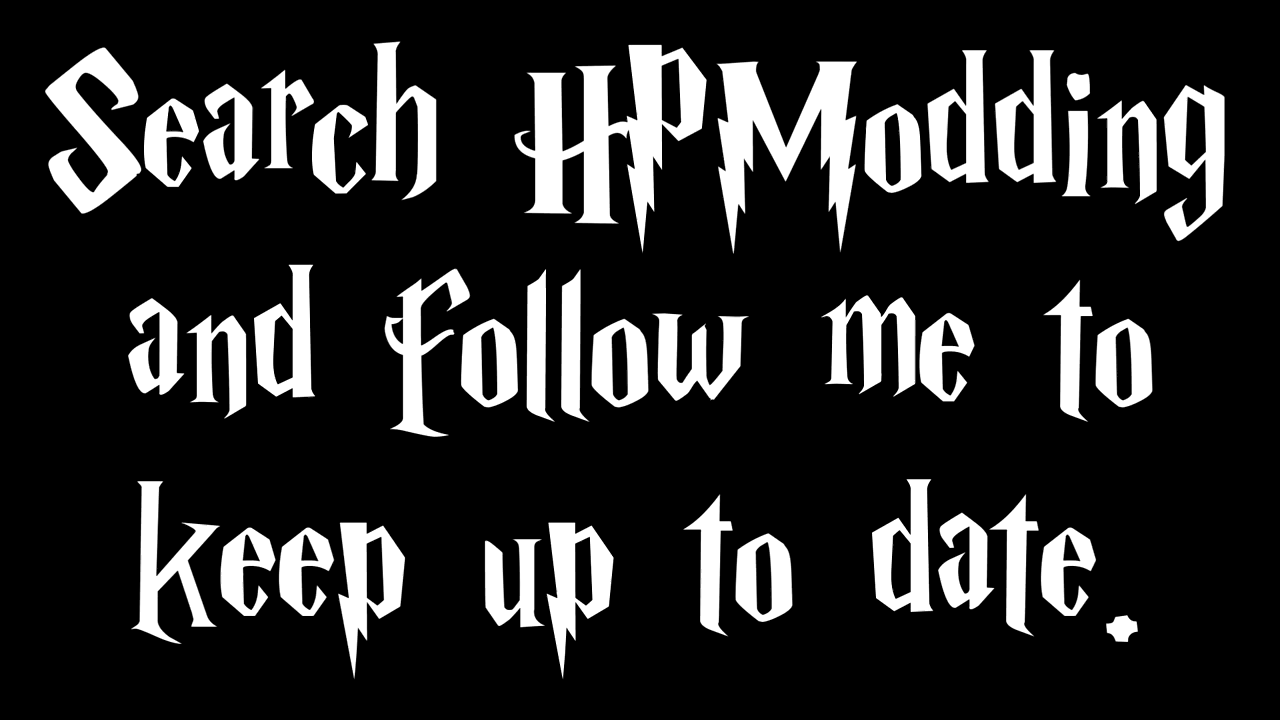 Search HPModding
and Follow me to
keep up to date.